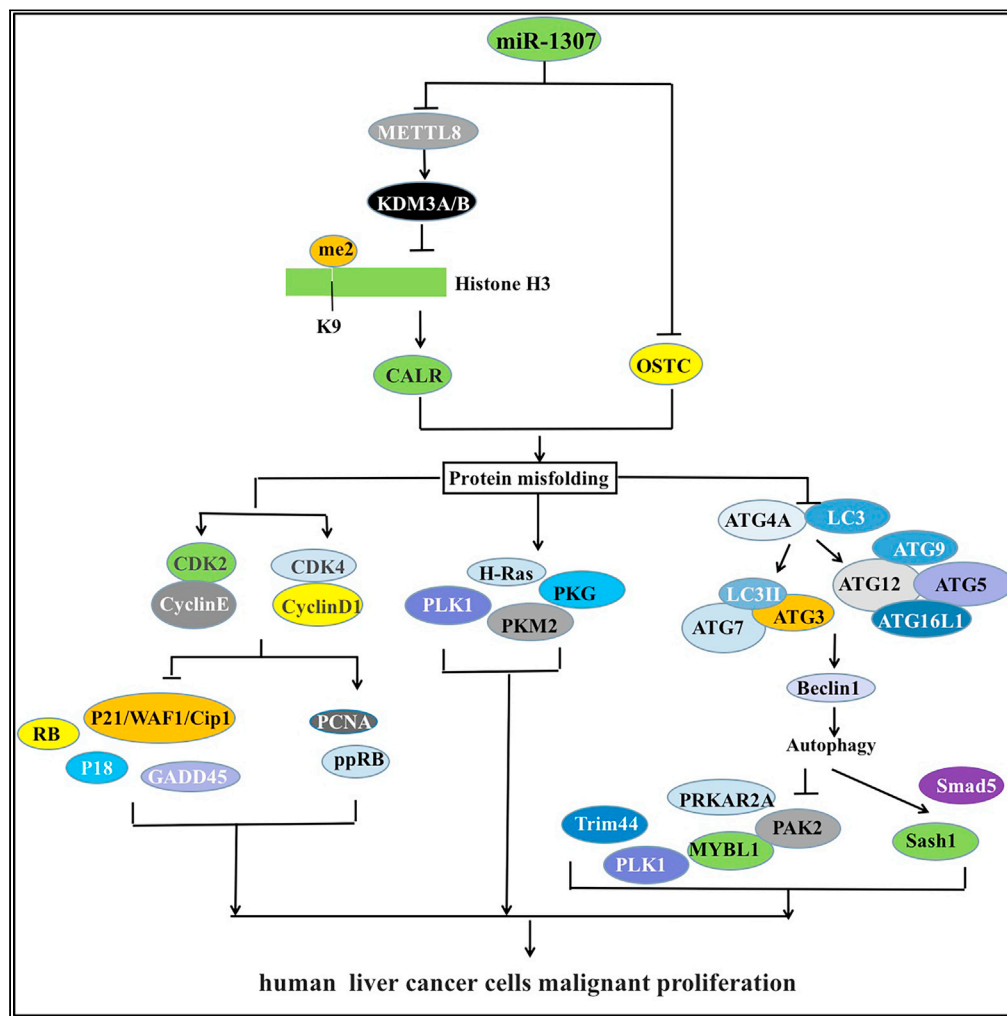 miR-1307
METTL8
KDM3A/B
me2
Histone H3
K9
CALR
OSTC
Protein misfolding
CDK2
CyclinE
CDK4
CyclinD1
H-Ras
PLK1
PKG
PKM2
ATG4A
LC3
ATG9
ATG12
ATG5
ATG16L1
LC3II
ATG7
ATG3
Beclin1
Autophagy
P21/WAF1/Cip1
RB
P18
GADD45
PCNA
ppRB
PRKAR2A
PAK2
Trim44
MYBL1
PLK1
Smad5
Sash1
human liver cancer cells malignant proliferation